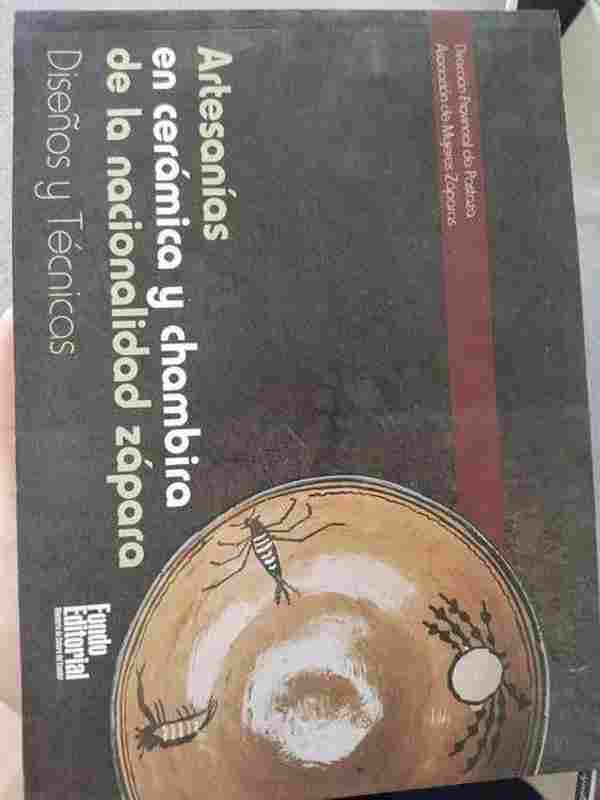 Dirección Provincial de Pastaza
Asociación de Mujeres Záparas
Artesanías
en cerámica y chambira
de la nacionalidad zápara
Diseños y Técnicas
Fondo
Editorial